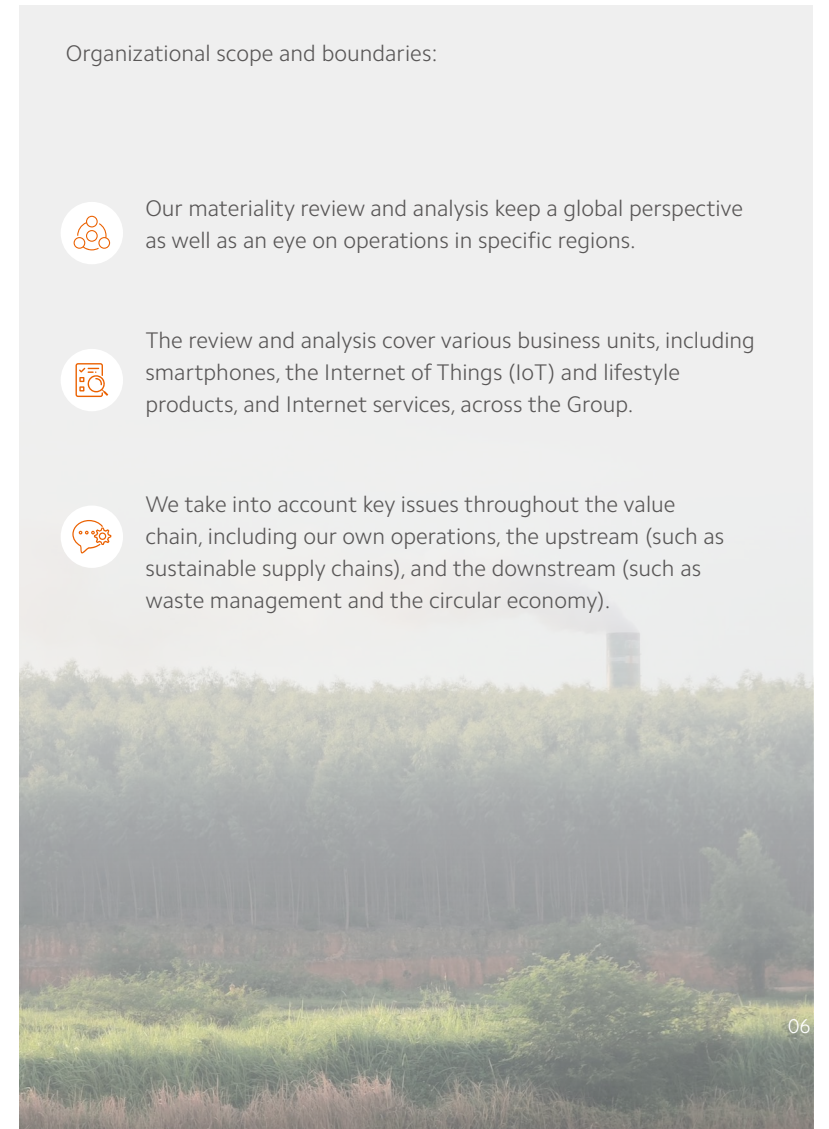 Organizational scope and boundaries:
Our materiality review and analysis keep a global perspective
as well as an eye on operations in specific regions.
The review and analysis cover various business units, including
smartphones, the Internet of Things (IoT) and lifestyle
products, and Internet services, across the Group.
We take into account key issues throughout the value
chain, including our own operations, the upstream (such as
sustainable supply chains), and the downstream (such as
waste management and the circular economy).
06